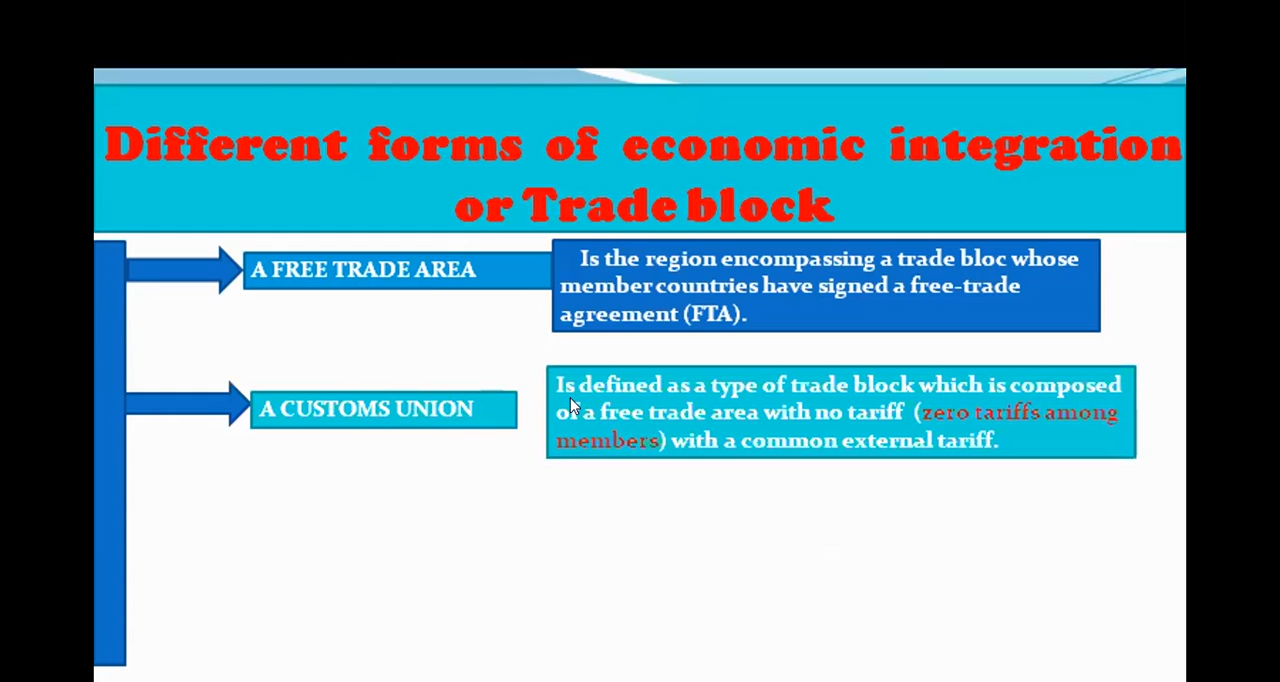 Different forms of economic integration
or Trade block
A FREE TRADE AREA
Is the region encompassing a trade bloc whose
member countries have signed a free-trade
agreement (FTA).
A CUSTOMS UNION
Is defined as a type of trade block which is composed
of a free trade area with no tariff (zero tariffs among
members) with a common external tariff.